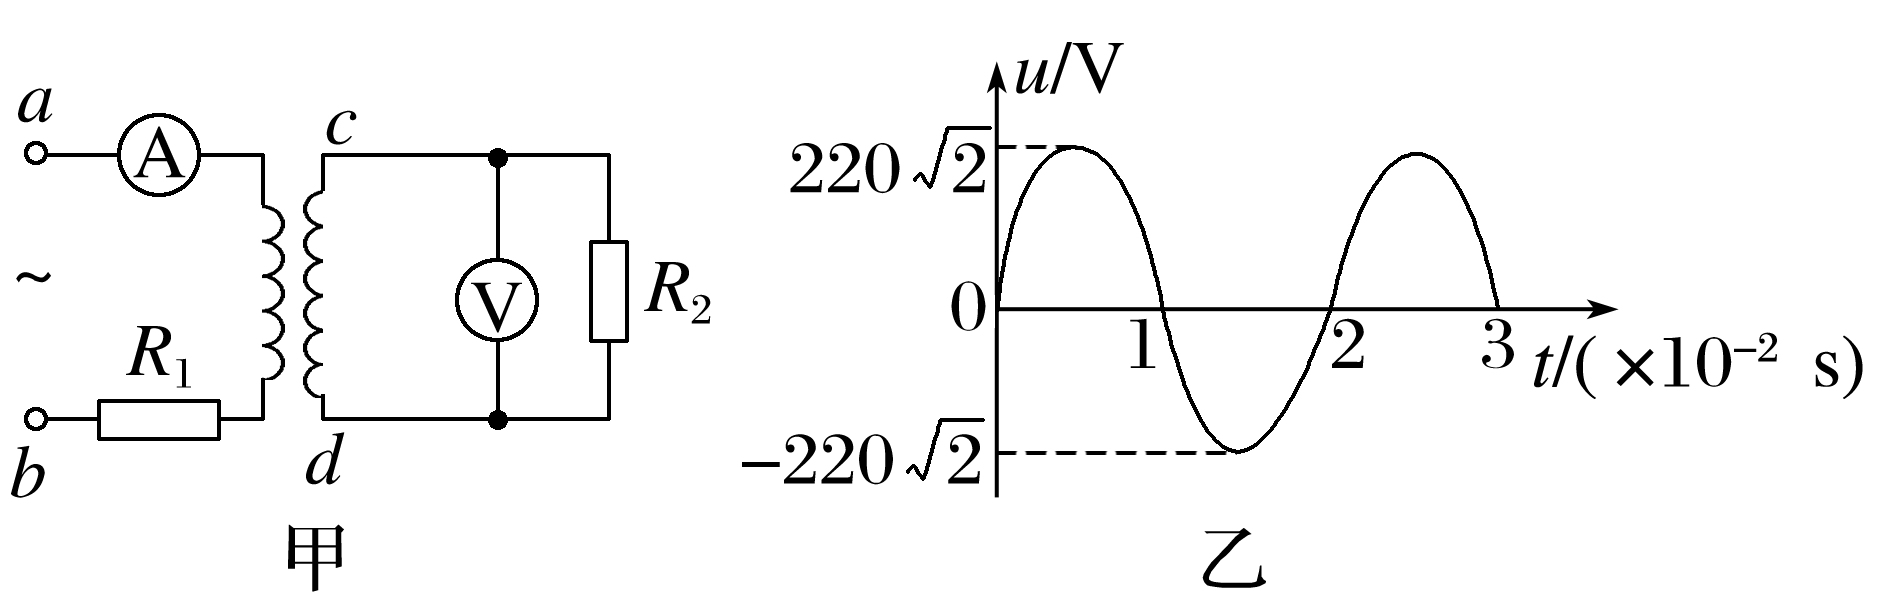 a
A
c
V
R₂
~
R₁
b
d
甲
u/V
220√2
0
1
2
3
t/(×10⁻² s)
−220√2
乙